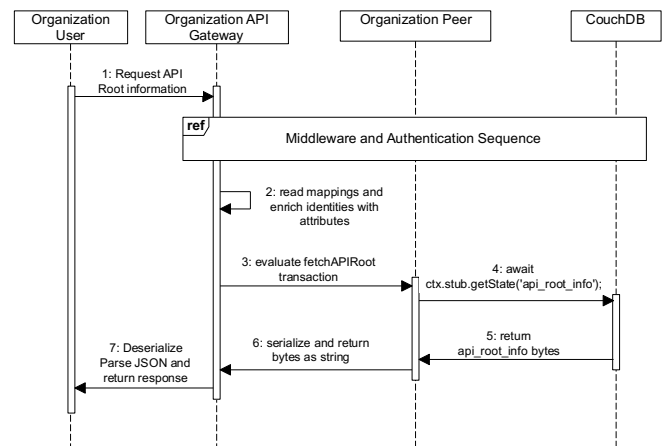 Organization
User
Organization API
Gateway
Organization Peer
CouchDB
1: Request API
Root information
ref
Middleware and Authentication Sequence
2: read mappings and
enrich identities with
attributes
3: evaluate fetchAPIRoot
transaction
4: await
ctx.stub.getState('api_root_info');
5: return
api_root_info bytes
6: serialize and return
bytes as string
7: Deserialize
Parse JSON and
return response